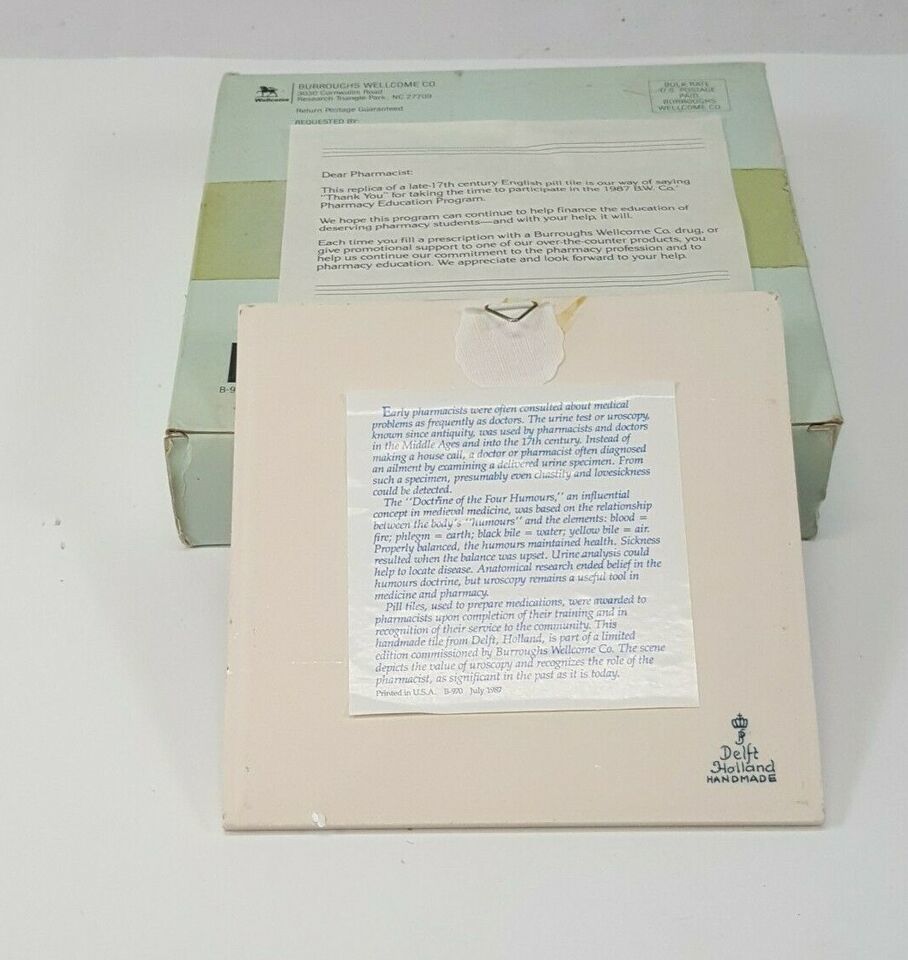 Wellcome
BURROUGHS WELLCOME CO.
3030 Cornwallis Road
Research Triangle Park, NC 27709
Return Postage Guaranteed
REQUESTED BY:
BULK RATE
U.S. POSTAGE
PAID
BURROUGHS
WELLCOME CO.
Dear Pharmacist:
This replica of a late-17th century English pill tile is our way of saying
"Thank You" for taking the time to participate in the 1987 B.W. Co.
Pharmacy Education Program.
We hope this program can continue to help finance the education of
deserving pharmacy students—and with your help, it will.
Each time you fill a prescription with a Burroughs Wellcome Co. drug, or
give promotional support to one of our over-the-counter products, you
help us continue our commitment to the pharmacy profession and to
pharmacy education. We appreciate and look forward to your help.
B-9
Early pharmacists were often consulted about medical
problems as frequently as doctors. The urine test or uroscopy,
known since antiquity, was used by pharmacists and doctors
in the Middle Ages and into the 17th century. Instead of
making a house call, a doctor or pharmacist often diagnosed
an ailment by examining a delivered urine specimen. From
such a specimen, presumably even chastity and lovesickness
could be detected.
The "Doctrine of the Four Humours," an influential
concept in medieval medicine, was based on the relationship
between the body's "humours" and the elements: blood =
fire; phlegm = earth; black bile = water; yellow bile = air.
Properly balanced, the humours maintained health. Sickness
resulted when the balance was upset. Urine analysis could
help to locate disease. Anatomical research ended belief in the
humours doctrine, but uroscopy remains a useful tool in
medicine and pharmacy.
Pill tiles, used to prepare medications, were awarded to
pharmacists upon completion of their training and in
recognition of their service to the community. This
handmade tile from Delft, Holland, is part of a limited
edition commissioned by Burroughs Wellcome Co. The scene
depicts the value of uroscopy and recognizes the role of the
pharmacist, as significant in the past as it is today.
Printed in U.S.A. B-970 July 1987
Delft
Holland
HANDMADE